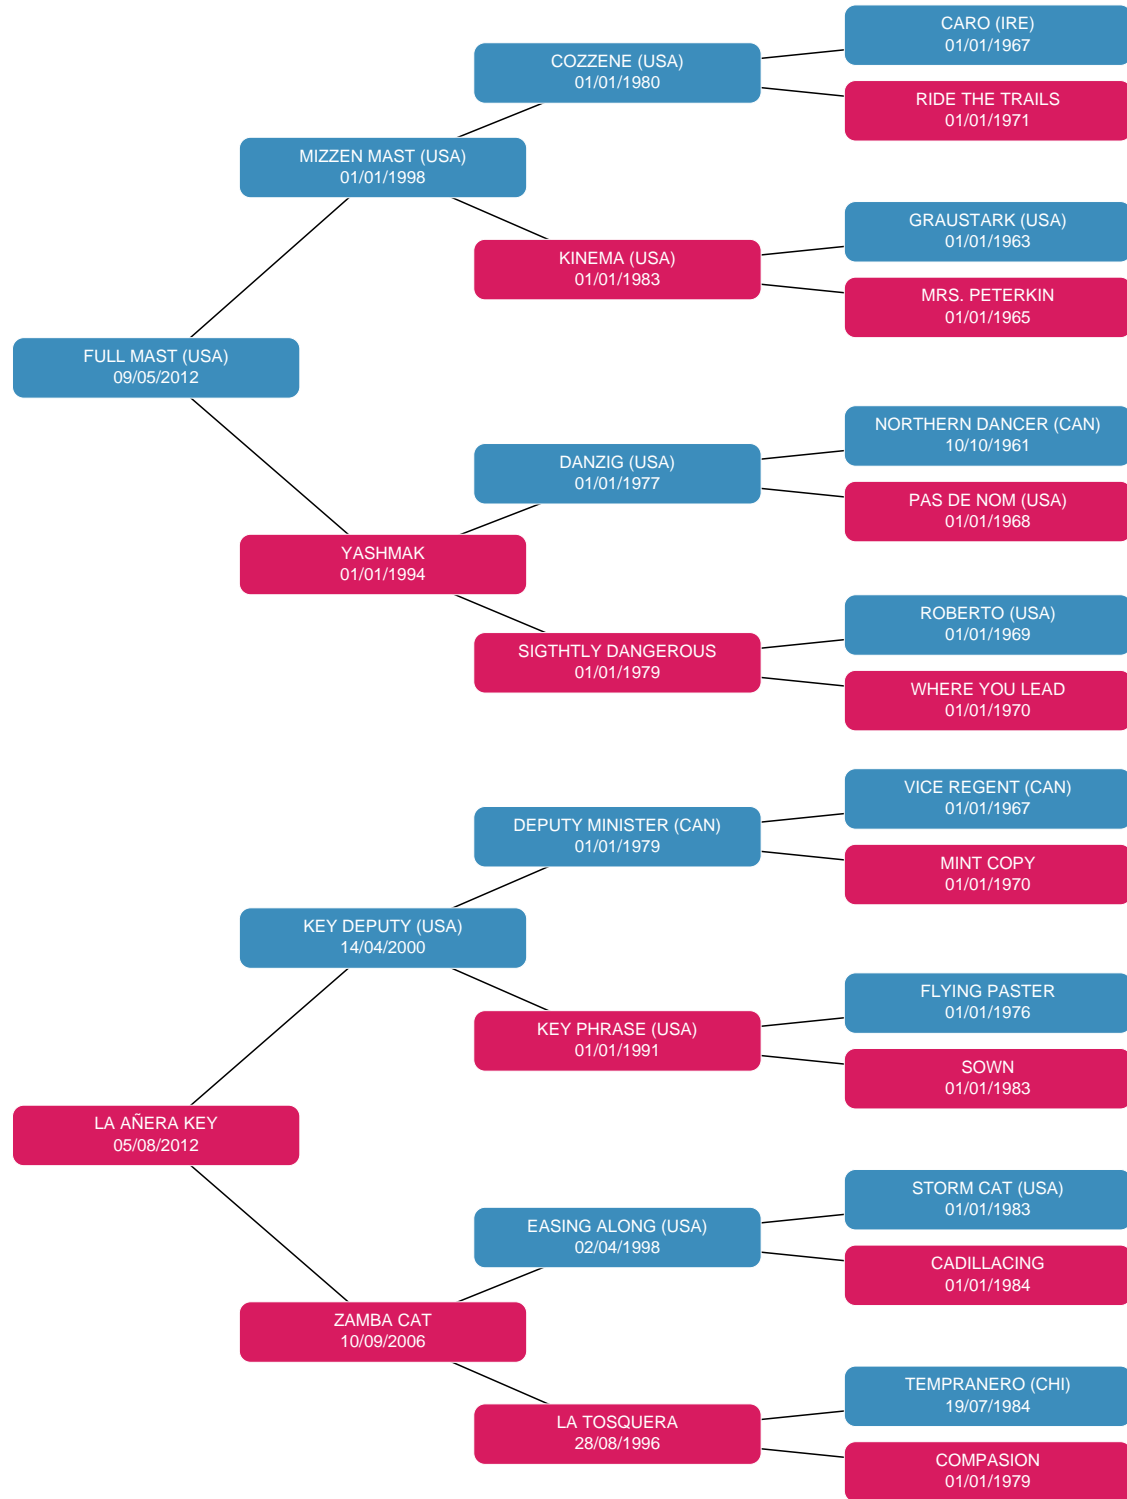 CARO (IRE)
01/01/1967
COZZENE (USA)
01/01/1980
RIDE THE TRAILS
01/01/1971
MIZZEN MAST (USA)
01/01/1998
GRAUSTARK (USA)
01/01/1963
KINEMA (USA)
01/01/1983
MRS. PETERKIN
01/01/1965
FULL MAST (USA)
09/05/2012
NORTHERN DANCER (CAN)
10/10/1961
DANZIG (USA)
01/01/1977
PAS DE NOM (USA)
01/01/1968
YASHMAK
01/01/1994
ROBERTO (USA)
01/01/1969
SIGTHTLY DANGEROUS
01/01/1979
WHERE YOU LEAD
01/01/1970
VICE REGENT (CAN)
01/01/1967
DEPUTY MINISTER (CAN)
01/01/1979
MINT COPY
01/01/1970
KEY DEPUTY (USA)
14/04/2000
FLYING PASTER
01/01/1976
KEY PHRASE (USA)
01/01/1991
SOWN
01/01/1983
LA AÑERA KEY
05/08/2012
STORM CAT (USA)
01/01/1983
EASING ALONG (USA)
02/04/1998
CADILLACING
01/01/1984
ZAMBA CAT
10/09/2006
TEMPRANERO (CHI)
19/07/1984
LA TOSQUERA
28/08/1996
COMPASION
01/01/1979